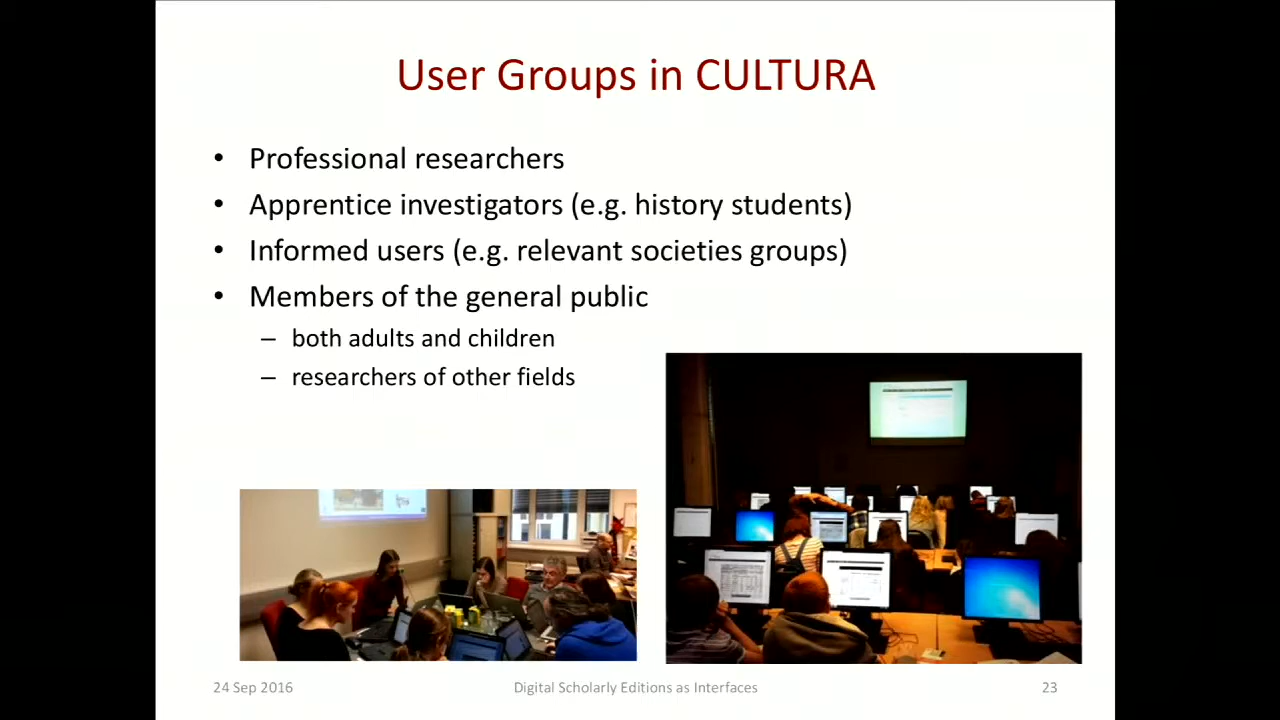 User Groups in CULTURA
• Professional researchers
• Apprentice investigators (e.g. history students)
• Informed users (e.g. relevant societies groups)
• Members of the general public
– both adults and children
– researchers of other fields
24 Sep 2016
Digital Scholarly Editions as Interfaces
23